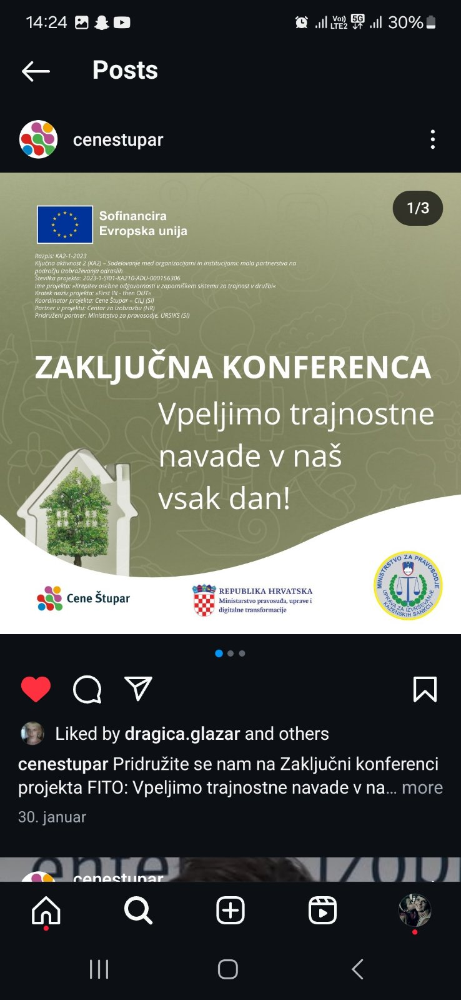 14:24
Vo))
LTE2
5G
30%
Posts
cenestupar
1/3
Sofinancira
Evropska unija
Razpis: KA2-1-2023
Ključna aktivnost 2 (KA2) – Sodelovanje med organizacijami in institucijami: mala partnerstva na
področju izobraževanja odraslih
Številka projekta: 2023-1-SI01-KA210-ADU-000156306
Ime projekta: »Krepitev osebne odgovornosti v zaporniškem sistemu za trajnost v družbi«
Kratek naziv projekta: »First IN - then OUT«
Koordinator projekta: Cene Štupar – CILJ (SI)
Partner v projektu: Centar za izobrazbu (HR)
Pridruženi partner: Ministrstvo za pravosodje, URSIKS (SI)
ZAKLJUČNA KONFERENCA
Vpeljimo trajnostne
navade v naš
vsak dan!
Cene Štupar
REPUBLIKA HRVATSKA
Ministarstvo pravosuđa, uprave i
digitalne transformacije
MINISTRSTVO ZA PRAVOSODJE
UPRAVA ZA IZVRŠEVANJE
KAZENSKIH SANKCIJ
Liked by dragica.glazar and others
cenestupar Pridružite se nam na Zaključni konferenci
projekta FITO: Vpeljimo trajnostne navade v na... more
30. januar
cenestupar